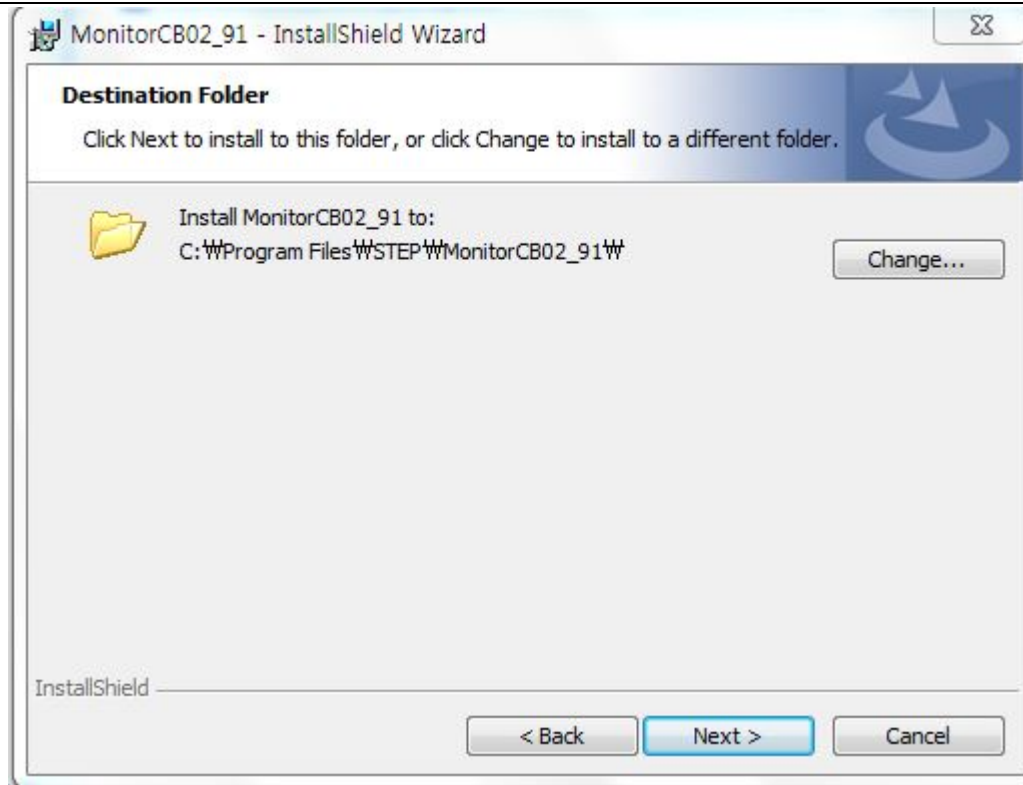 MonitorCB02_91 - InstallShield Wizard
Destination Folder
Click Next to install to this folder, or click Change to install to a different folder.
Install MonitorCB02_91 to:
C:₩Program Files₩STEP₩MonitorCB02_91₩
Change...
InstallShield
< Back
Next >
Cancel